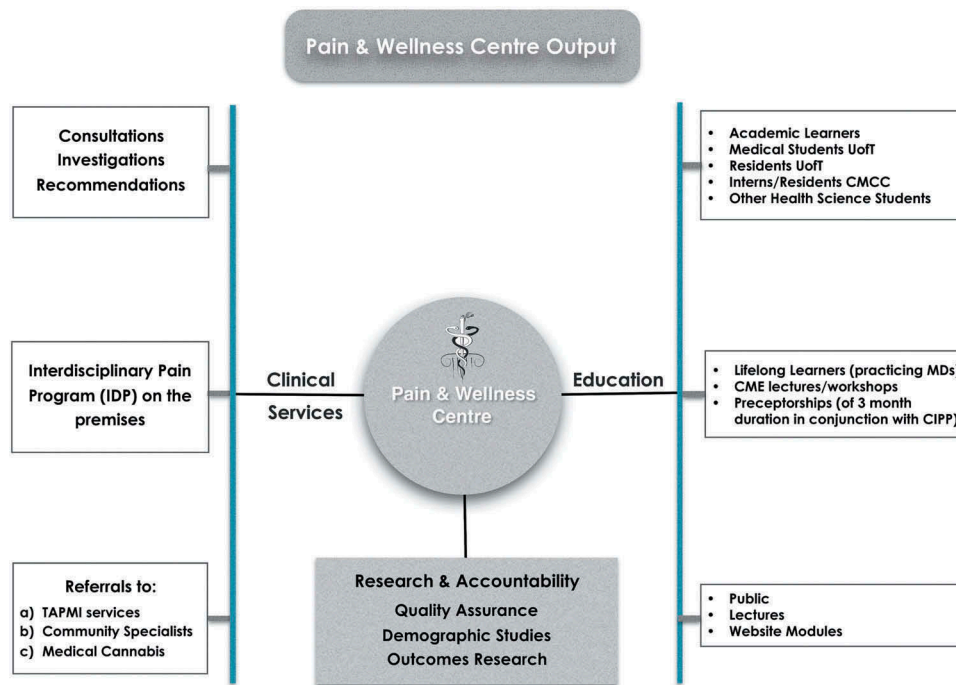 Pain & Wellness Centre Output
Consultations
Investigations
Recommendations
Interdisciplinary Pain
Program (IDP) on the
premises
Referrals to:
a) TAPMI services
b) Community Specialists
c) Medical Cannabis
Clinical
Services
Pain & Wellness
Centre
Education
Research & Accountability
Quality Assurance
Demographic Studies
Outcomes Research
• Academic Learners
• Medical Students UofT
• Residents UofT
• Interns/Residents CMCC
• Other Health Science Students
• Lifelong Learners (practicing MDs)
• CME lectures/workshops
• Preceptorships (of 3 month
duration in conjunction with CIPP)
• Public
• Lectures
• Website Modules